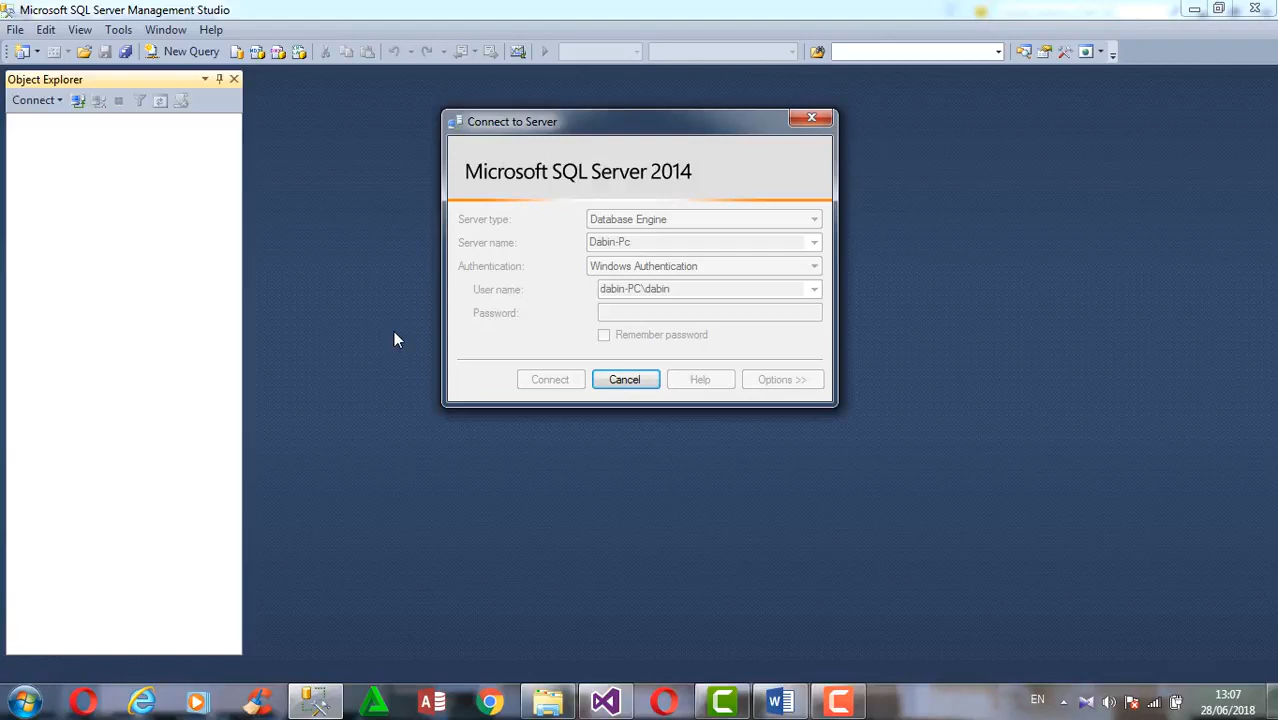 Microsoft SQL Server Management Studio
File Edit View Tools Window Help
New Query
Object Explorer
Connect
Connect to Server
Microsoft SQL Server 2014
Server type: Database Engine
Server name: Dabin-Pc
Authentication: Windows Authentication
User name: dabin-PC\dabin
Password:
Remember password
Connect Cancel Help Options >>
EN
13:07
28/06/2018